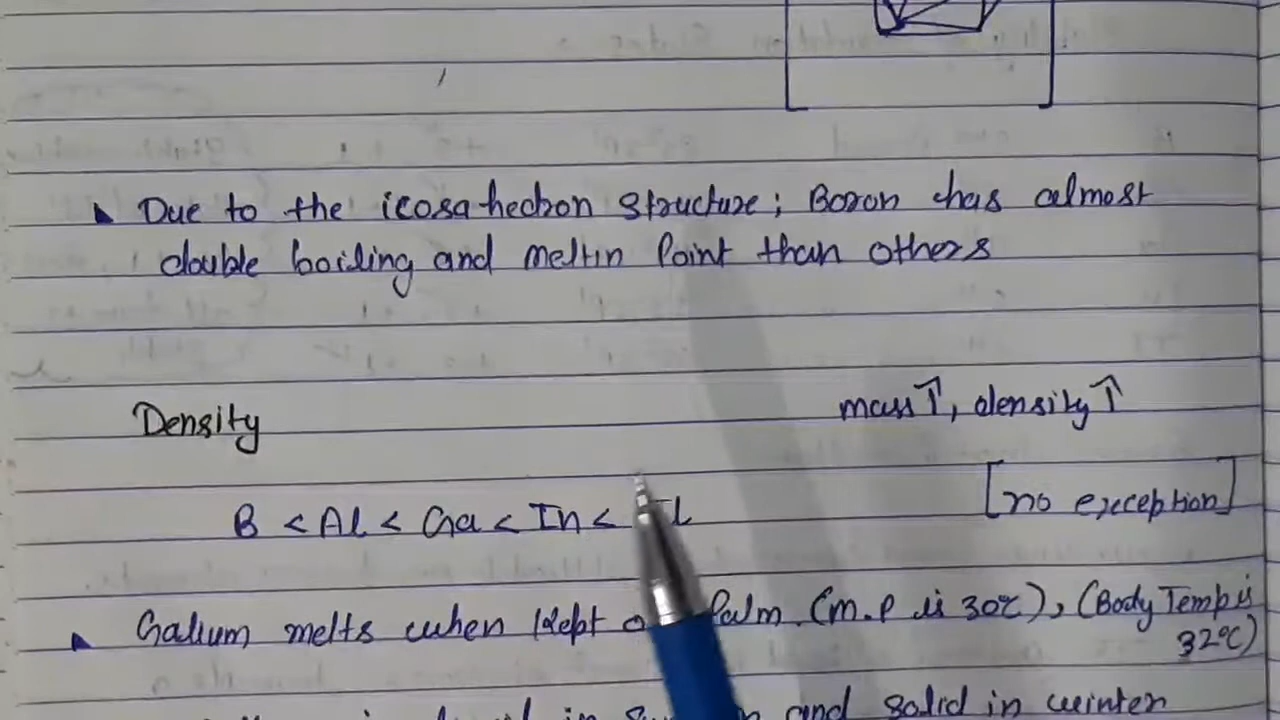 Due to the icosahedron structure; Boron has almost
double boiling and meltin Point than others
Density
mass↑, density↑
B < Al < Ga < In < Tl
[no exception]
Galium melts when kept Palm. (m.p is 30°c), (Body Temp is
32°C)
in and solid in winter